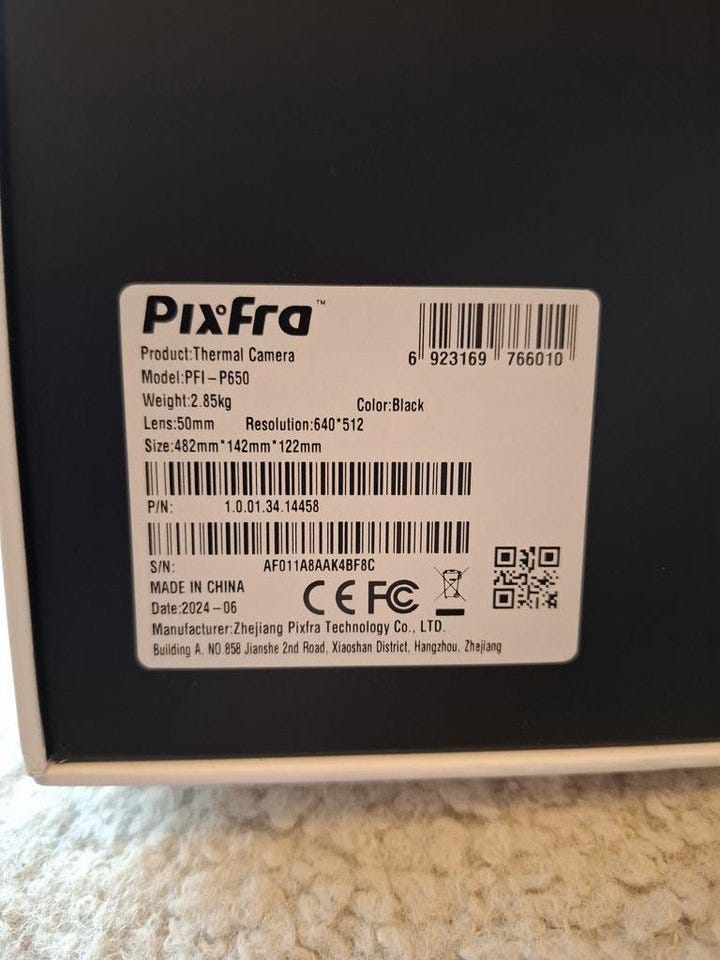 PixFra™
6 923169 766010
Product:Thermal Camera
Model:PFI-P650
Weight:2.85kg Color:Black
Lens:50mm Resolution:640*512
Size:482mm*142mm*122mm
P/N: 1.0.01.34.14458
S/N: AF011A8AAK4BF8C
MADE IN CHINA
Date:2024-06
CE FC
Manufacturer:Zhejiang Pixfra Technology Co., LTD.
Building A, NO 858 Jianshe 2nd Road, Xiaoshan District, Hangzhou, Zhejiang